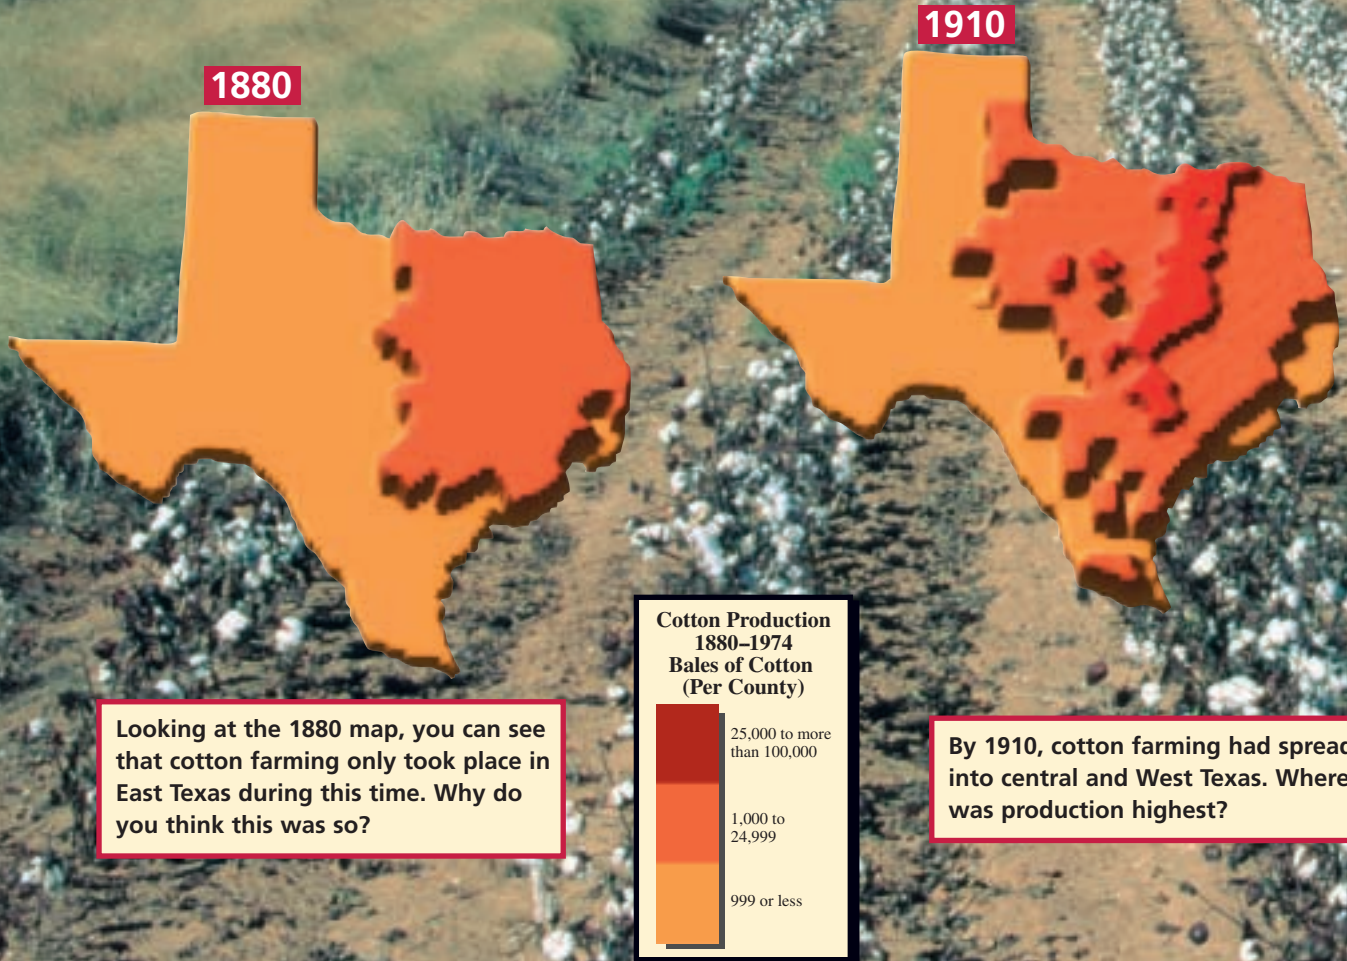 1880
1910
Looking at the 1880 map, you can see
that cotton farming only took place in
East Texas during this time. Why do
you think this was so?
Cotton Production
1880–1974
Bales of Cotton
(Per County)
25,000 to more
than 100,000
1,000 to
24,999
999 or less
By 1910, cotton farming had spread
into central and West Texas. Where
was production highest?